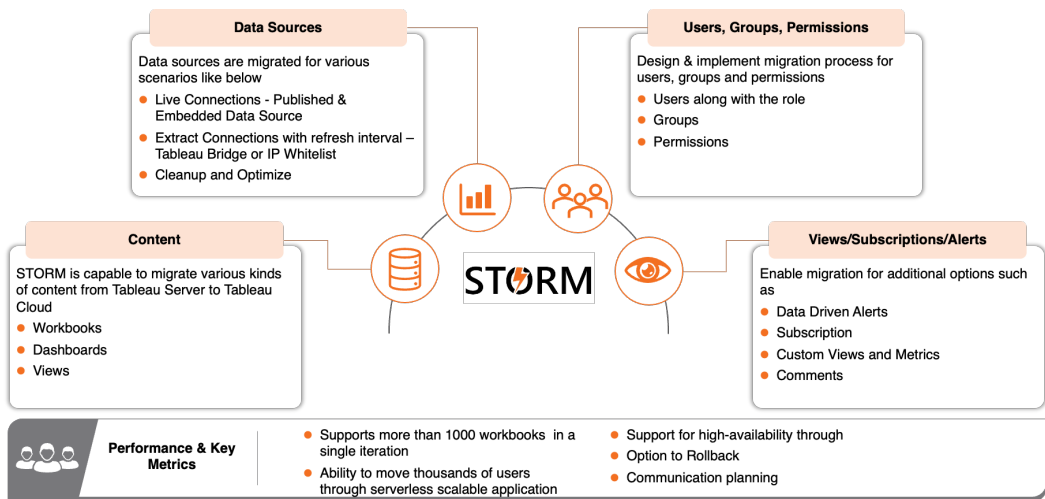 Data Sources
Data sources are migrated for various
scenarios like below
Live Connections - Published &
Embedded Data Source
Extract Connections with refresh interval –
Tableau Bridge or IP Whitelist
Cleanup and Optimize
Users, Groups, Permissions
Design & implement migration process for
users, groups and permissions
Users along with the role
Groups
Permissions
Content
STORM is capable to migrate various kinds
of content from Tableau Server to Tableau
Cloud
Workbooks
Dashboards
Views
STORM
Views/Subscriptions/Alerts
Enable migration for additional options such
as
Data Driven Alerts
Subscription
Custom Views and Metrics
Comments
Performance & Key
Metrics
Supports more than 1000 workbooks in a
single iteration
Ability to move thousands of users
through serverless scalable application
Support for high-availability through
Option to Rollback
Communication planning